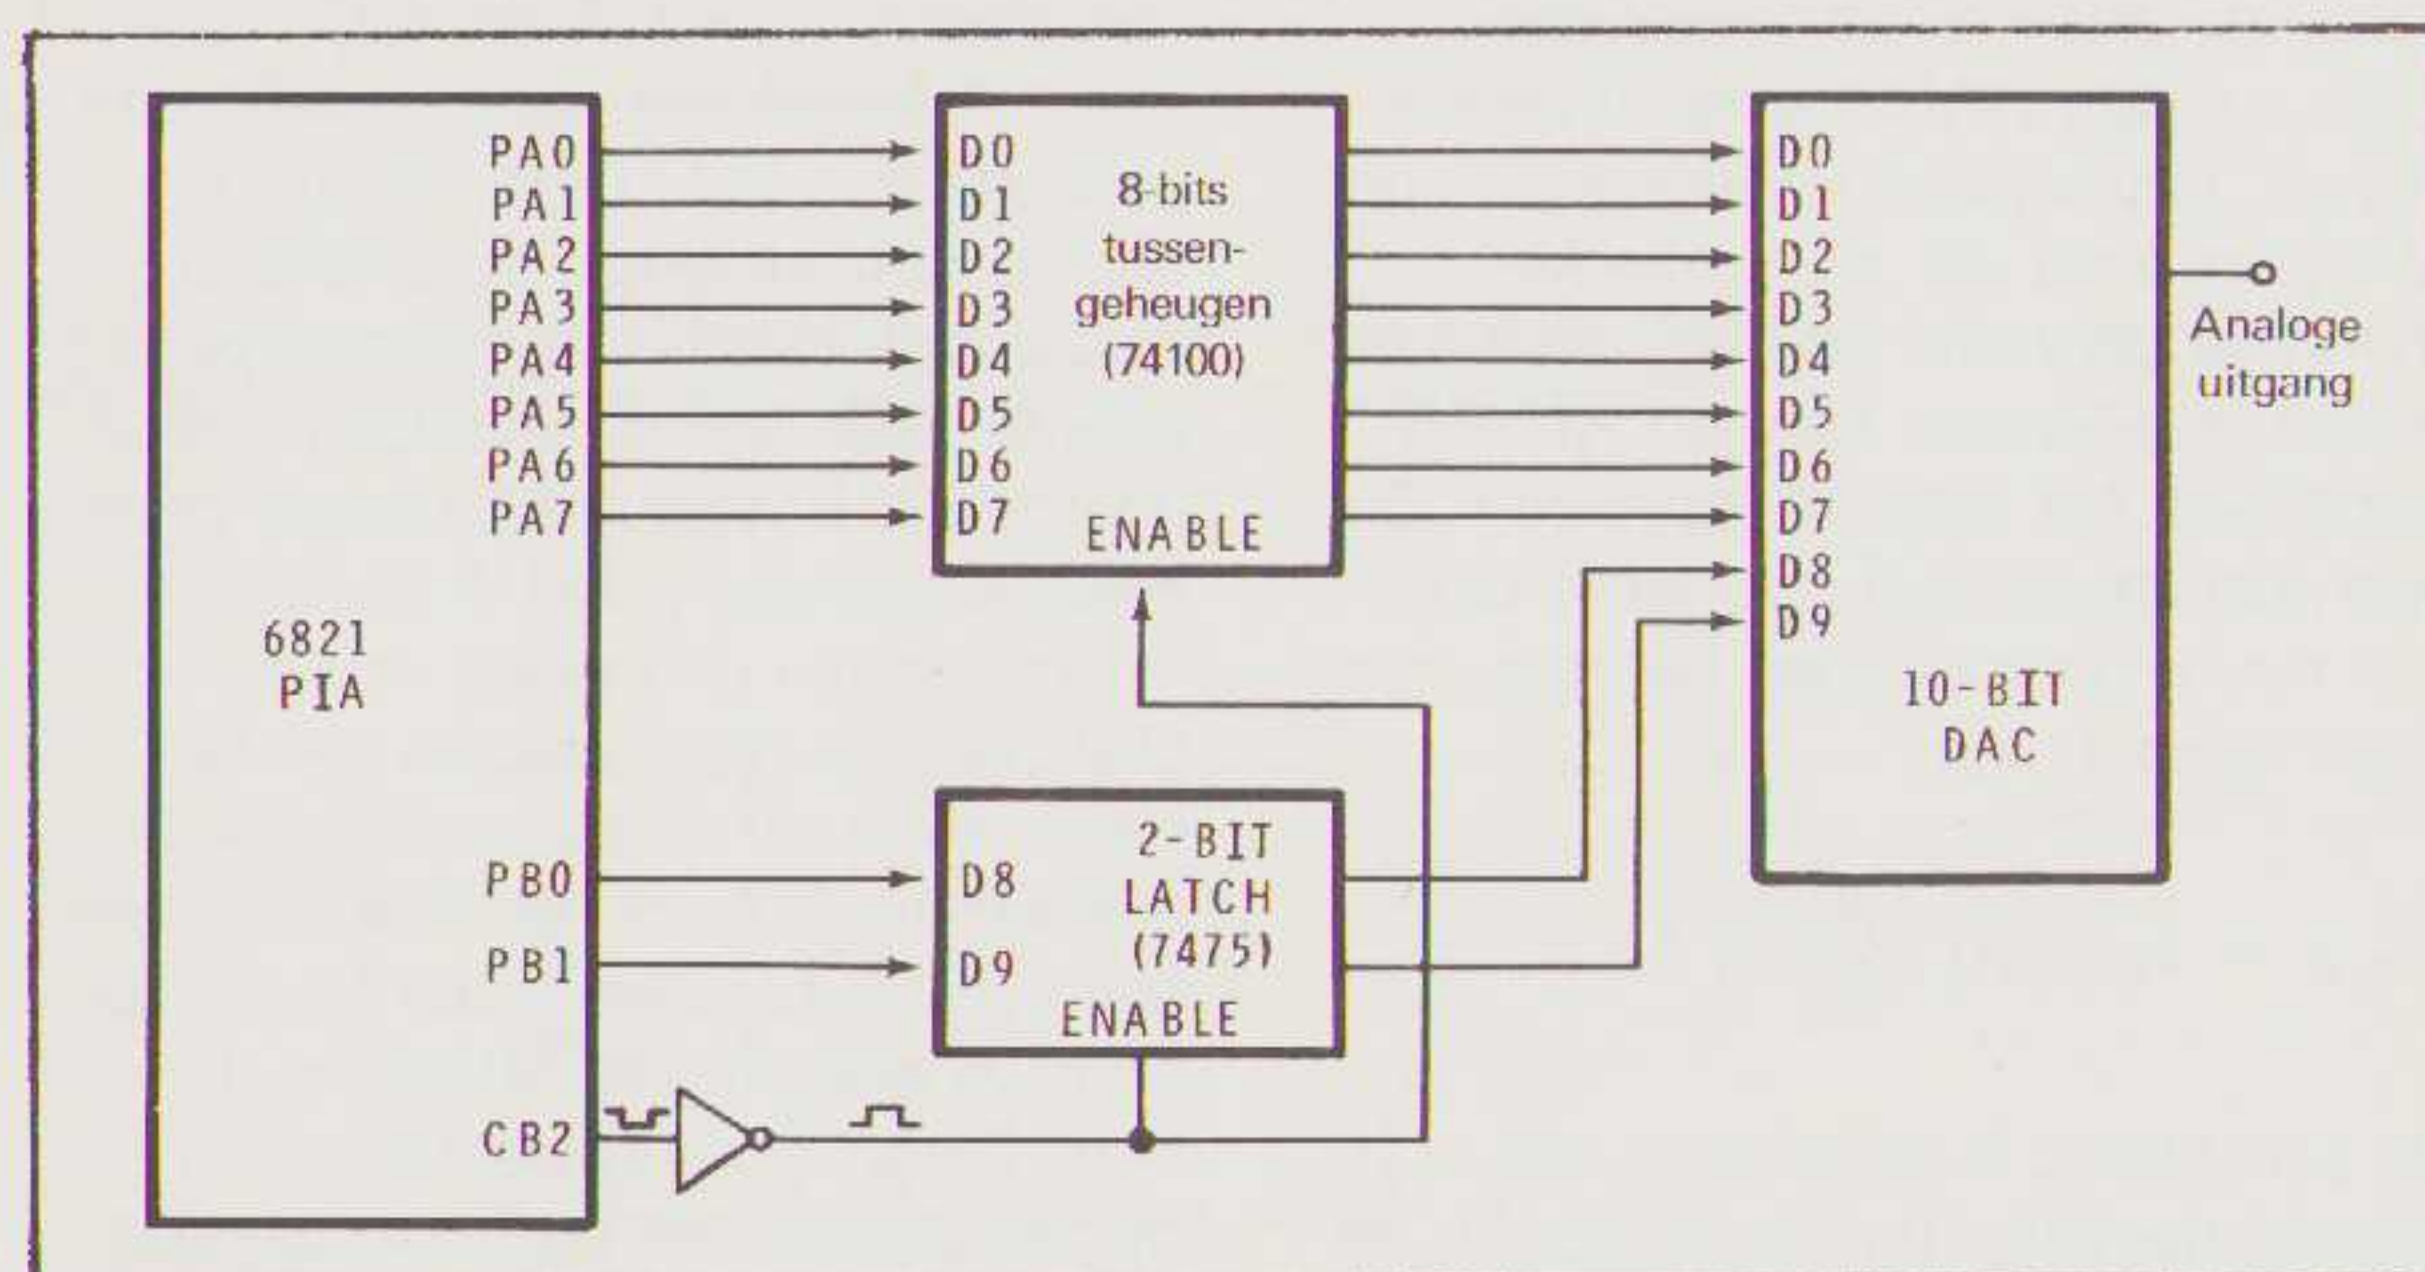 PA0
PA1
PA2
PA3
PA4
PA5
PA6
PA7
6821
PIA
PB0
PB1
CB2
D0
D1
D2
D3
D4
D5
D6
D7
8-bits
tussen-
geheugen
(74100)
ENABLE
2-BIT
LATCH
(7475)
D8
D9
ENABLE
D0
D1
D2
D3
D4
D5
D6
D7
D8
D9
10-BIT
DAC
Analoge
uitgang